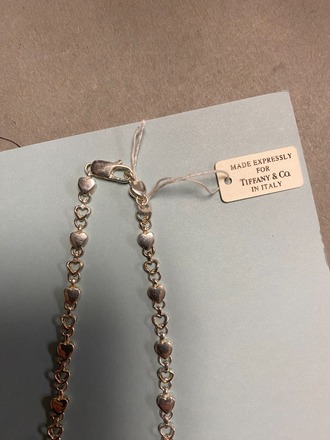 MADE EXPRESSLY
FOR
TIFFANY & CO.
IN ITALY